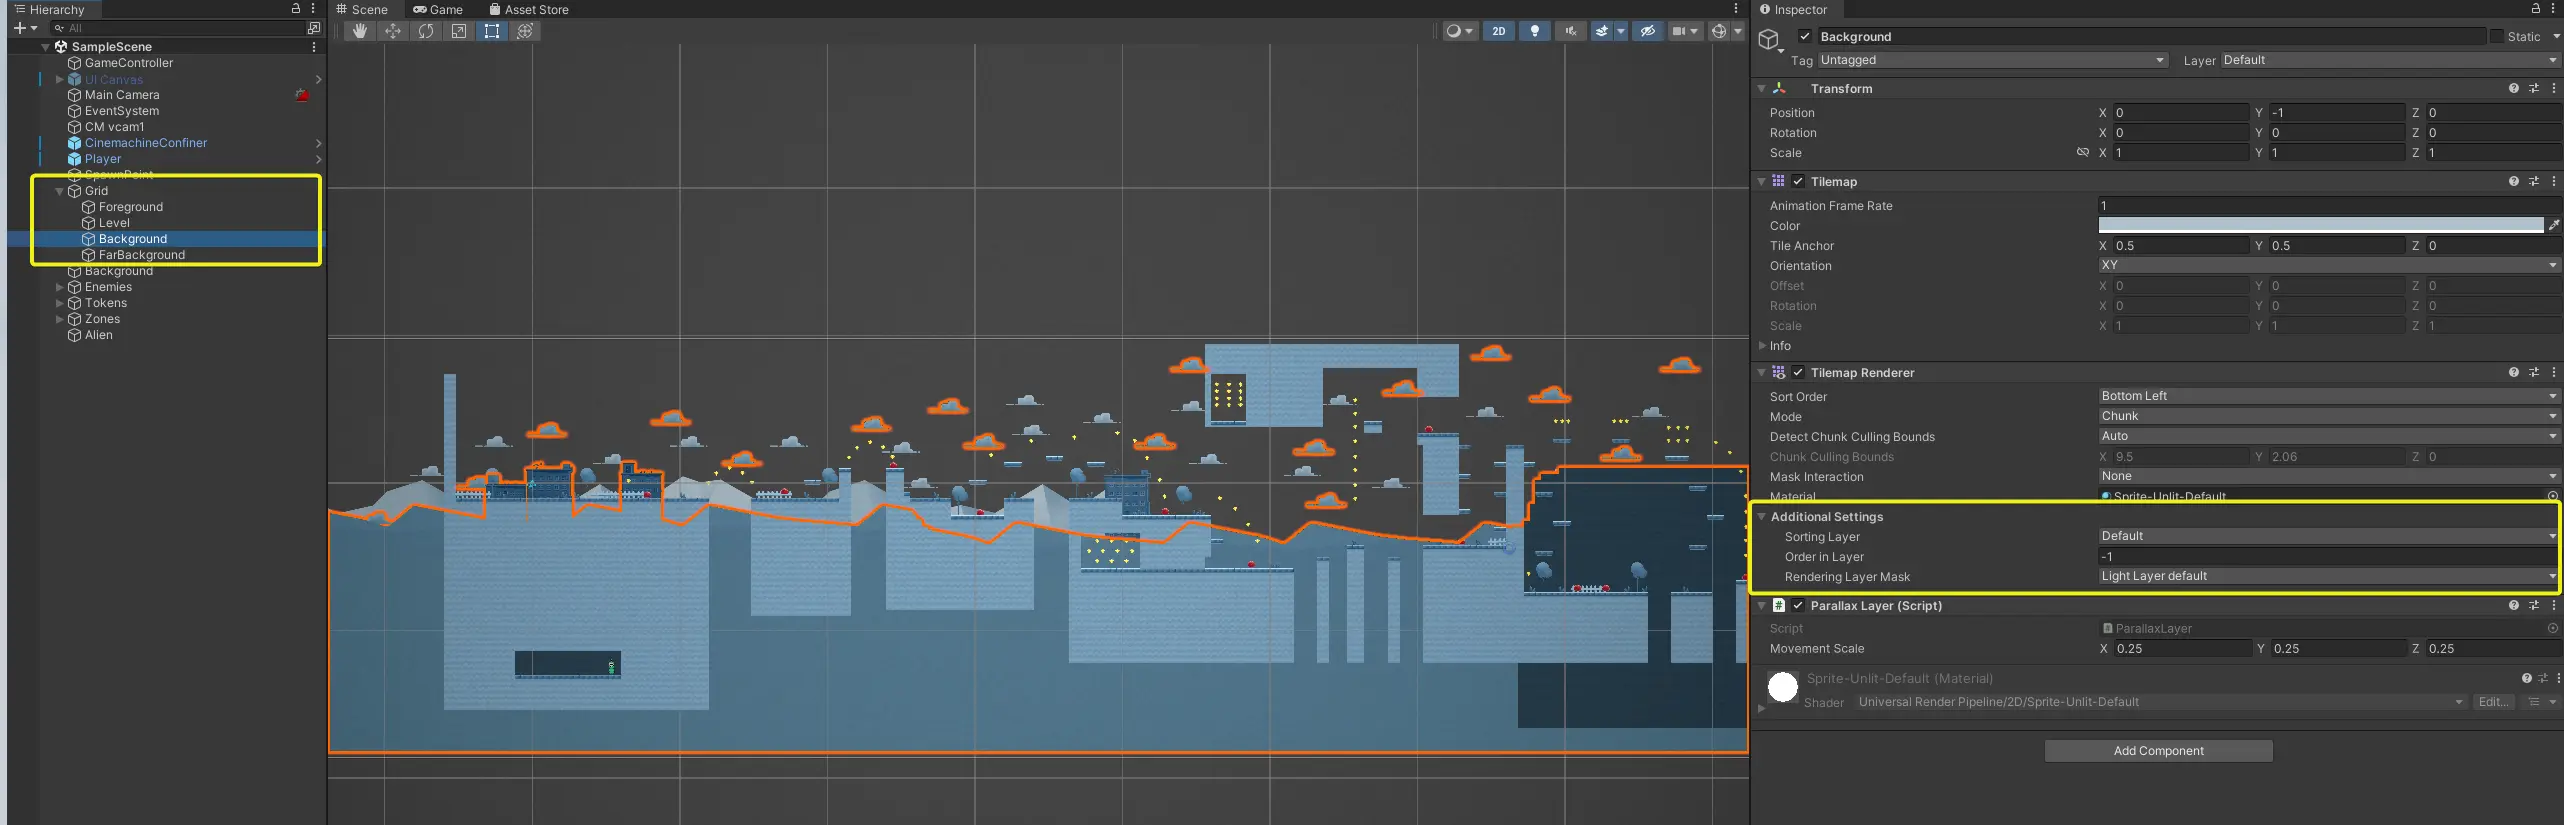 Hierarchy
All
SampleScene
GameController
UI Canvas
Main Camera
EventSystem
CM vcam1
CinemachineConfiner
Player
SpawnPoint
Grid
Foreground
Level
Background
FarBackground
Background
Enemies
Tokens
Zones
Alien
Scene Game Asset Store
2D
Inspector
Background Static
Tag Untagged Layer Default
Transform
Position X 0 Y -1 Z 0
Rotation X 0 Y 0 Z 0
Scale X 1 Y 1 Z 1
Tilemap
Animation Frame Rate 1
Color
Tile Anchor X 0.5 Y 0.5 Z 0
Orientation XY
Offset X 0 Y 0 Z 0
Rotation X 0 Y 0 Z 0
Scale X 1 Y 1 Z 1
Info
Tilemap Renderer
Sort Order Bottom Left
Mode Chunk
Detect Chunk Culling Bounds Auto
Chunk Culling Bounds X 9.5 Y 2.06 Z 0
Mask Interaction None
Material Sprite-Unlit-Default
Additional Settings
Sorting Layer Default
Order in Layer -1
Rendering Layer Mask Light Layer default
# Parallax Layer (Script)
Script ParallaxLayer
Movement Scale X 0.25 Y 0.25 Z 0.25
Sprite-Unlit-Default (Material)
Shader Universal Render Pipeline/2D/Sprite-Unlit-Default Edit...
Add Component